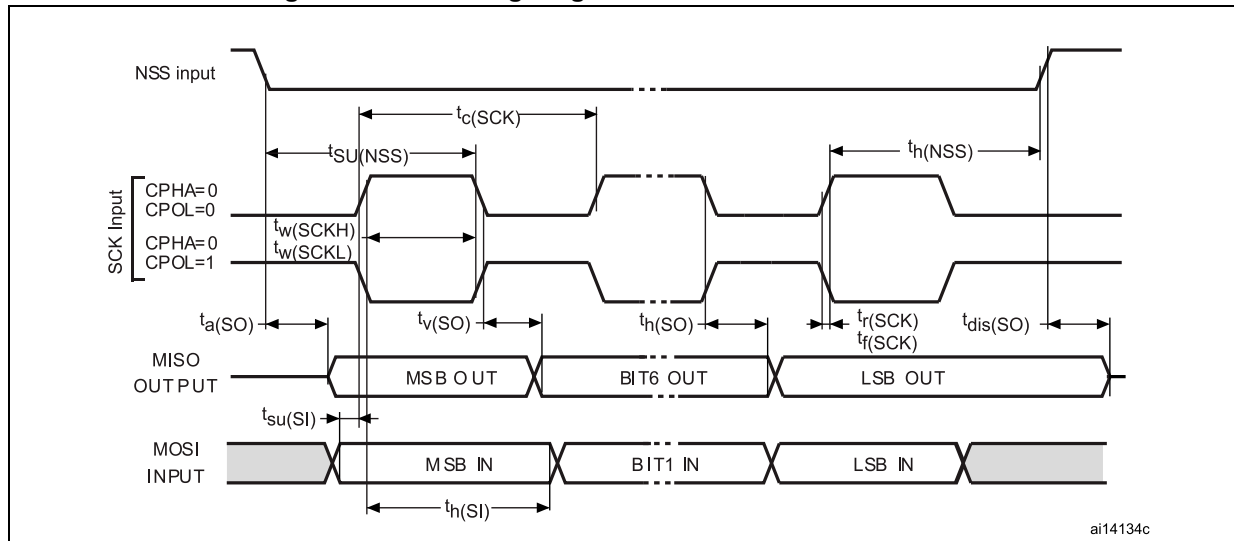 NSS input
tc(SCK)
tSU(NSS)
th(NSS)
SCK Input
CPHA=0
CPOL=0
tw(SCKH)
CPHA=0
tw(SCKL)
CPOL=1
ta(SO)
tv(SO)
th(SO)
tr(SCK)
tf(SCK)
tdis(SO)
MISO
OUTPUT
MSB OUT
BIT6 OUT
LSB OUT
tsu(SI)
MOSI
INPUT
MSB IN
BIT1 IN
LSB IN
th(SI)
ai14134c